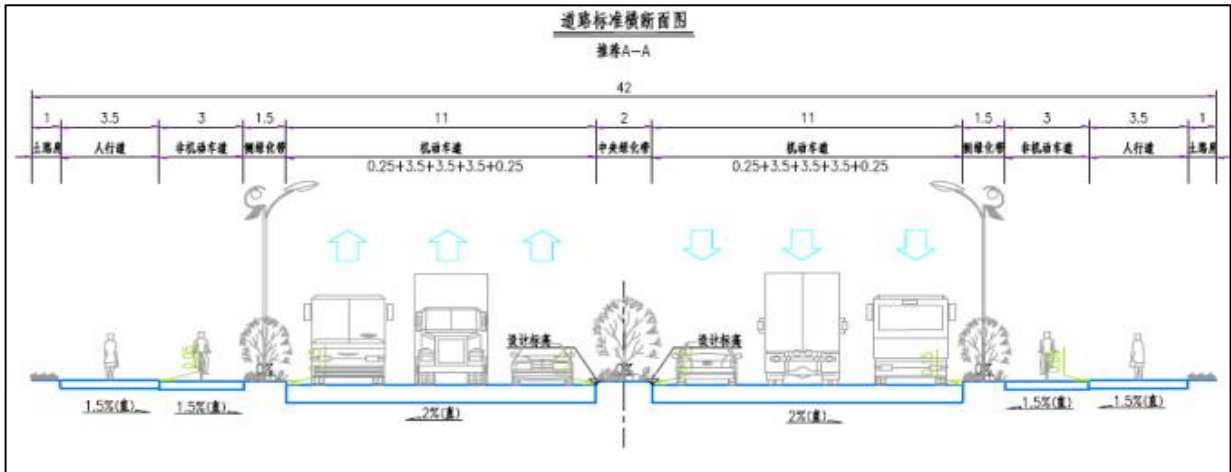 道路标准横断面图
推荐A-A
42
1 3.5 3 1.5 11 2 11 1.5 3 3.5 1
土路肩 人行道 非机动车道 侧绿化带 机动车道 中央绿化带 机动车道 侧绿化带 非机动车道 人行道 土路肩
0.25+3.5+3.5+3.5+0.25 0.25+3.5+3.5+3.5+0.25
设计标高 设计标高
1.5%(直) 1.5%(直) 2%(直) 2%(直) 1.5%(直) 1.5%(直)